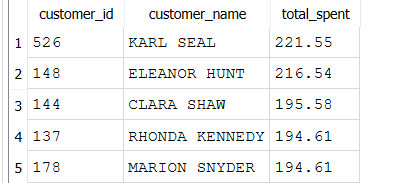 customer_id customer_name total_spent
1 526 KARL SEAL 221.55
2 148 ELEANOR HUNT 216.54
3 144 CLARA SHAW 195.58
4 137 RHONDA KENNEDY 194.61
5 178 MARION SNYDER 194.61